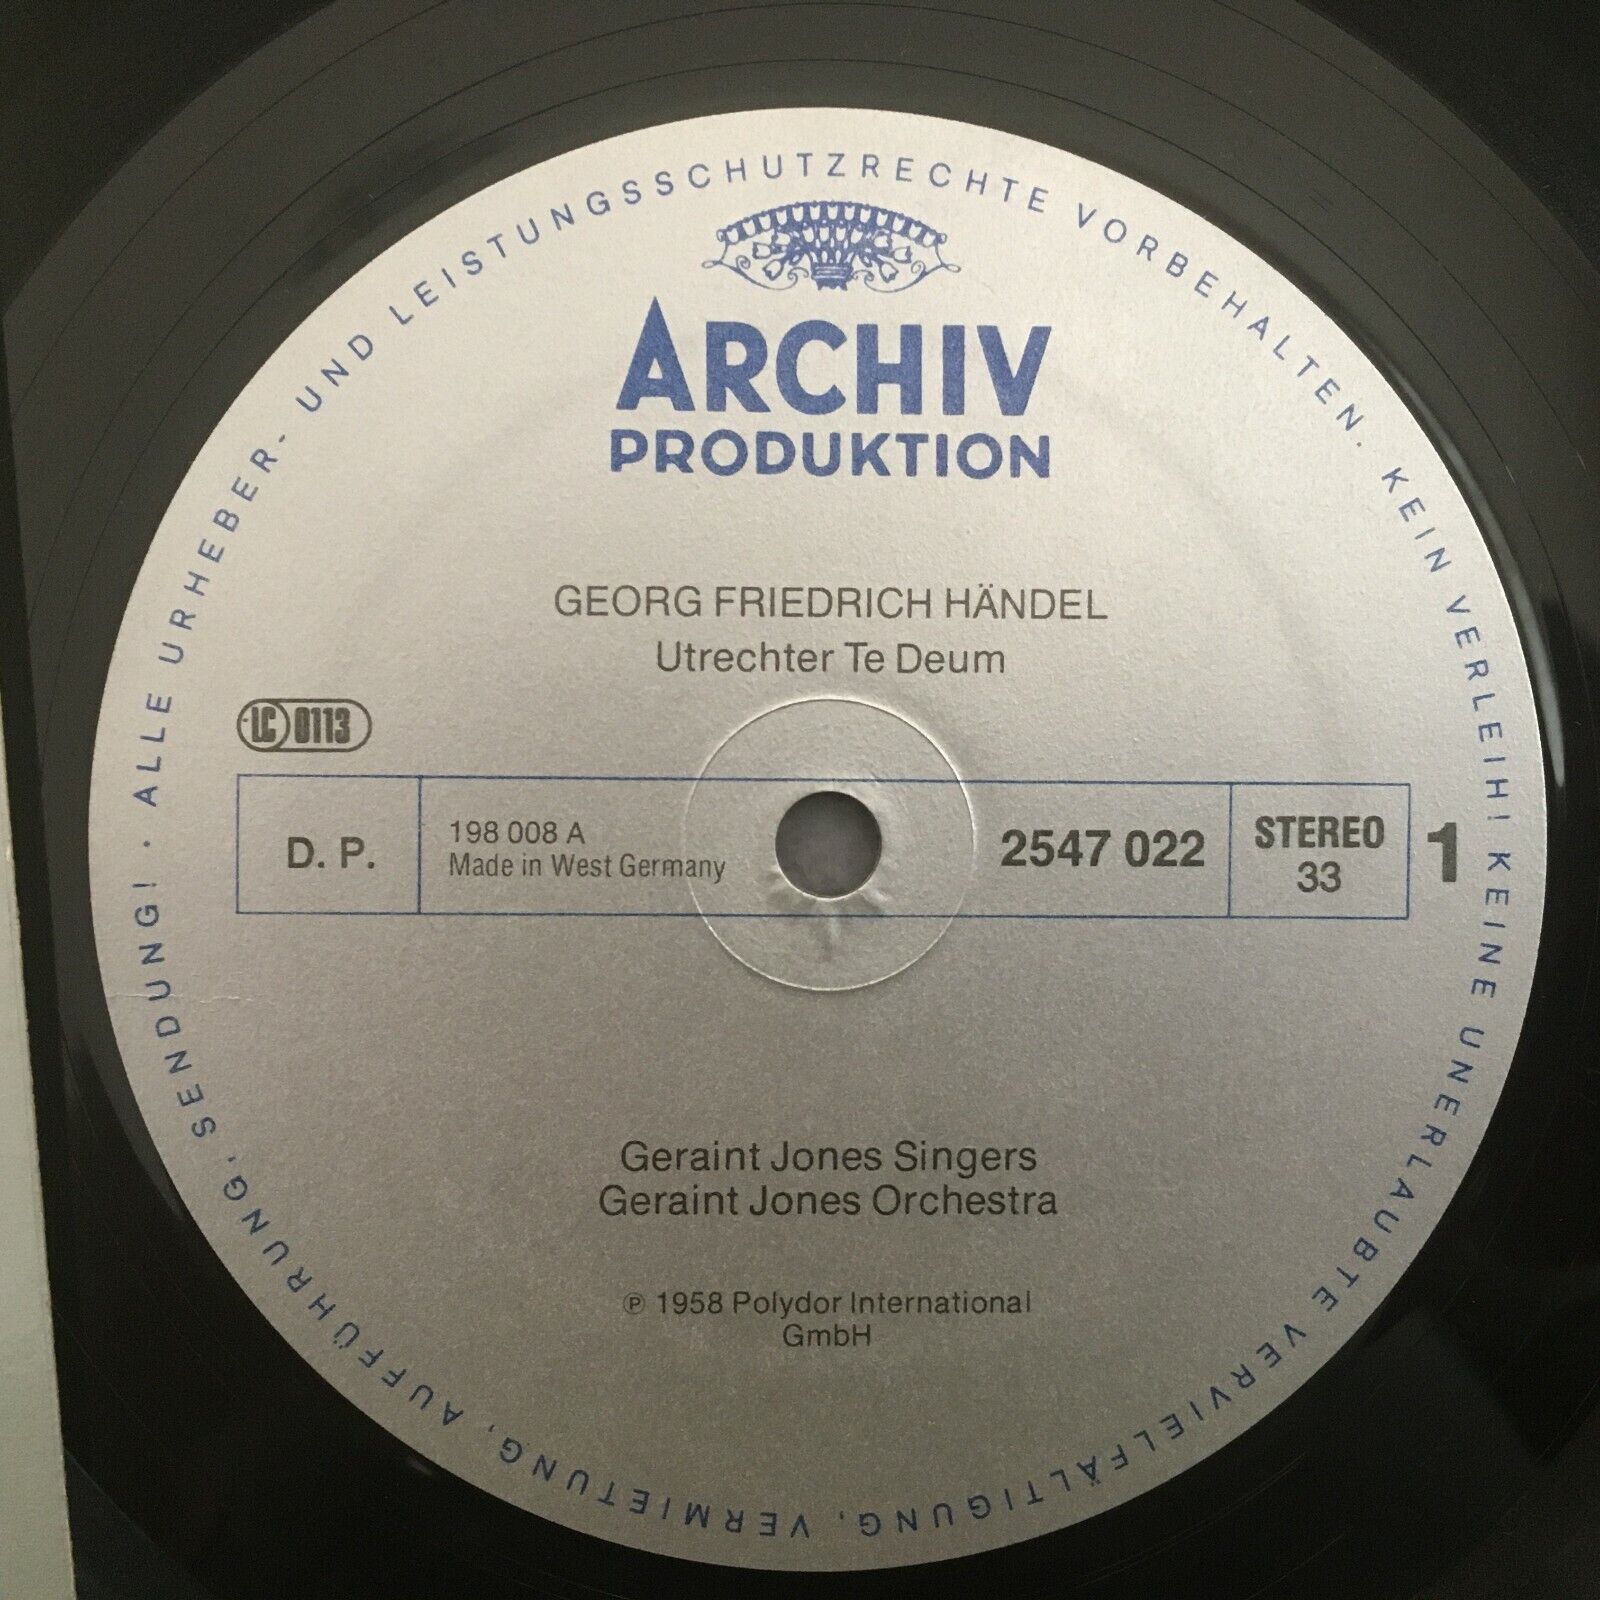 ALLE URHEBER- UND LEISTUNGSSCHUTZRECHTE VORBEHALTEN. KEIN VERLEIH! KEINE UNERLAUBTE VERVIELFÄLTIGUNG, VERMIETUNG, AUFFÜHRUNG, SENDUNG! ·
ARCHIV
PRODUKTION
GEORG FRIEDRICH HÄNDEL
Utrechter Te Deum
LC 0113
D. P.
198 008 A
Made in West Germany
2547 022
STEREO
33
1
Geraint Jones Singers
Geraint Jones Orchestra
℗ 1958 Polydor International
GmbH